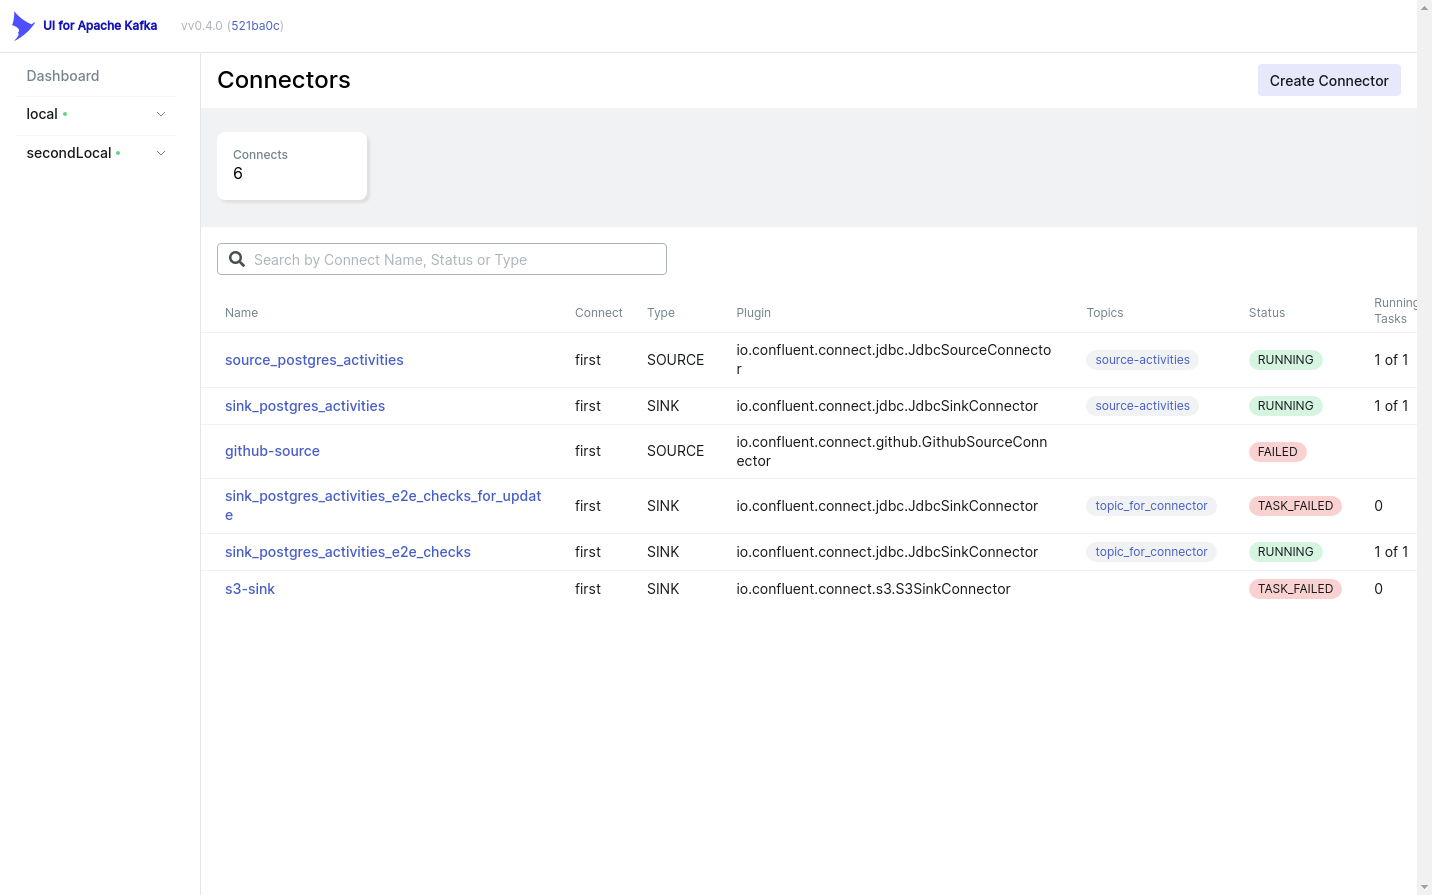 UI for Apache Kafka vv0.4.0 (521ba0c)
Dashboard
local
secondLocal
Connectors
Create Connector
Connects
6
Search by Connect Name, Status or Type
Name Connect Type Plugin Topics Status Running
Tasks
source_postgres_activities first SOURCE io.confluent.connect.jdbc.JdbcSourceConnecto
r source-activities RUNNING 1 of 1
sink_postgres_activities first SINK io.confluent.connect.jdbc.JdbcSinkConnector source-activities RUNNING 1 of 1
github-source first SOURCE io.confluent.connect.github.GithubSourceConn
ector FAILED
sink_postgres_activities_e2e_checks_for_updat
e first SINK io.confluent.connect.jdbc.JdbcSinkConnector topic_for_connector TASK_FAILED 0
sink_postgres_activities_e2e_checks first SINK io.confluent.connect.jdbc.JdbcSinkConnector topic_for_connector RUNNING 1 of 1
s3-sink first SINK io.confluent.connect.s3.S3SinkConnector TASK_FAILED 0